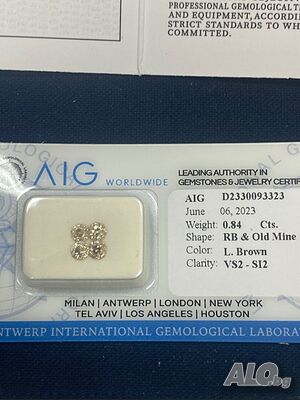 PROFESSIONAL GEMOLOGICAL
AND EQUIPMENT, ACCORDING
STRICT STANDARDS TO WH
COMMITTED.
AIG
WORLDWIDE
LEADING AUTHORITY IN
GEMSTONES & JEWELRY CERTIF
AIG D2330093323
June 06, 2023
Weight: 0.84 Cts.
Shape: RB & Old Mine
Color: L. Brown
Clarity: VS2 - SI2
MILAN | ANTWERP | LONDON | NEW YORK
TEL AVIV | LOS ANGELES | HOUSTON
ANTWERP INTERNATIONAL GEMOLOGICAL LABORA
ALO.bg